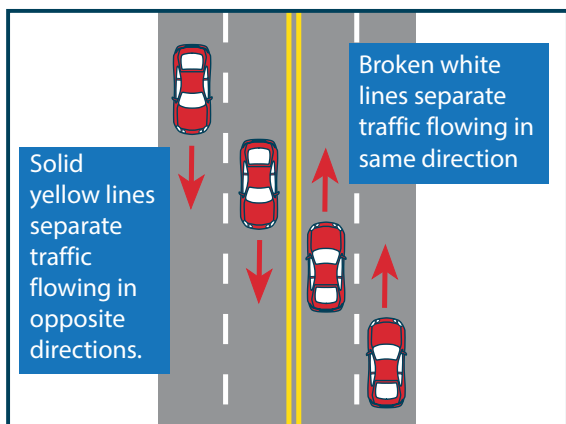 Broken white
lines separate
traffic flowing in
same direction
Solid
yellow lines
separate
traffic
flowing in
opposite
directions.